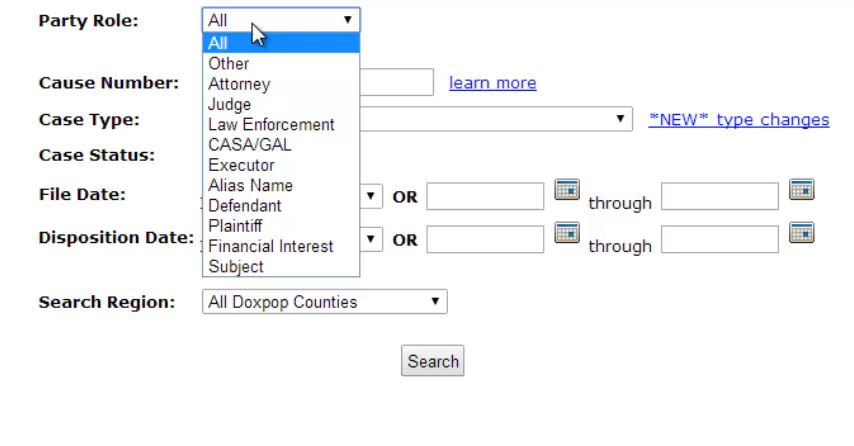 Party Role: All
All
Other
Cause Number: learn more
Attorney
Judge
Case Type: *NEW* type changes
Law Enforcement
CASA/GAL
Case Status:
Executor
Alias Name
File Date: OR through
Defendant
Plaintiff
Disposition Date: OR through
Financial Interest
Subject
Search Region: All Doxpop Counties
Search